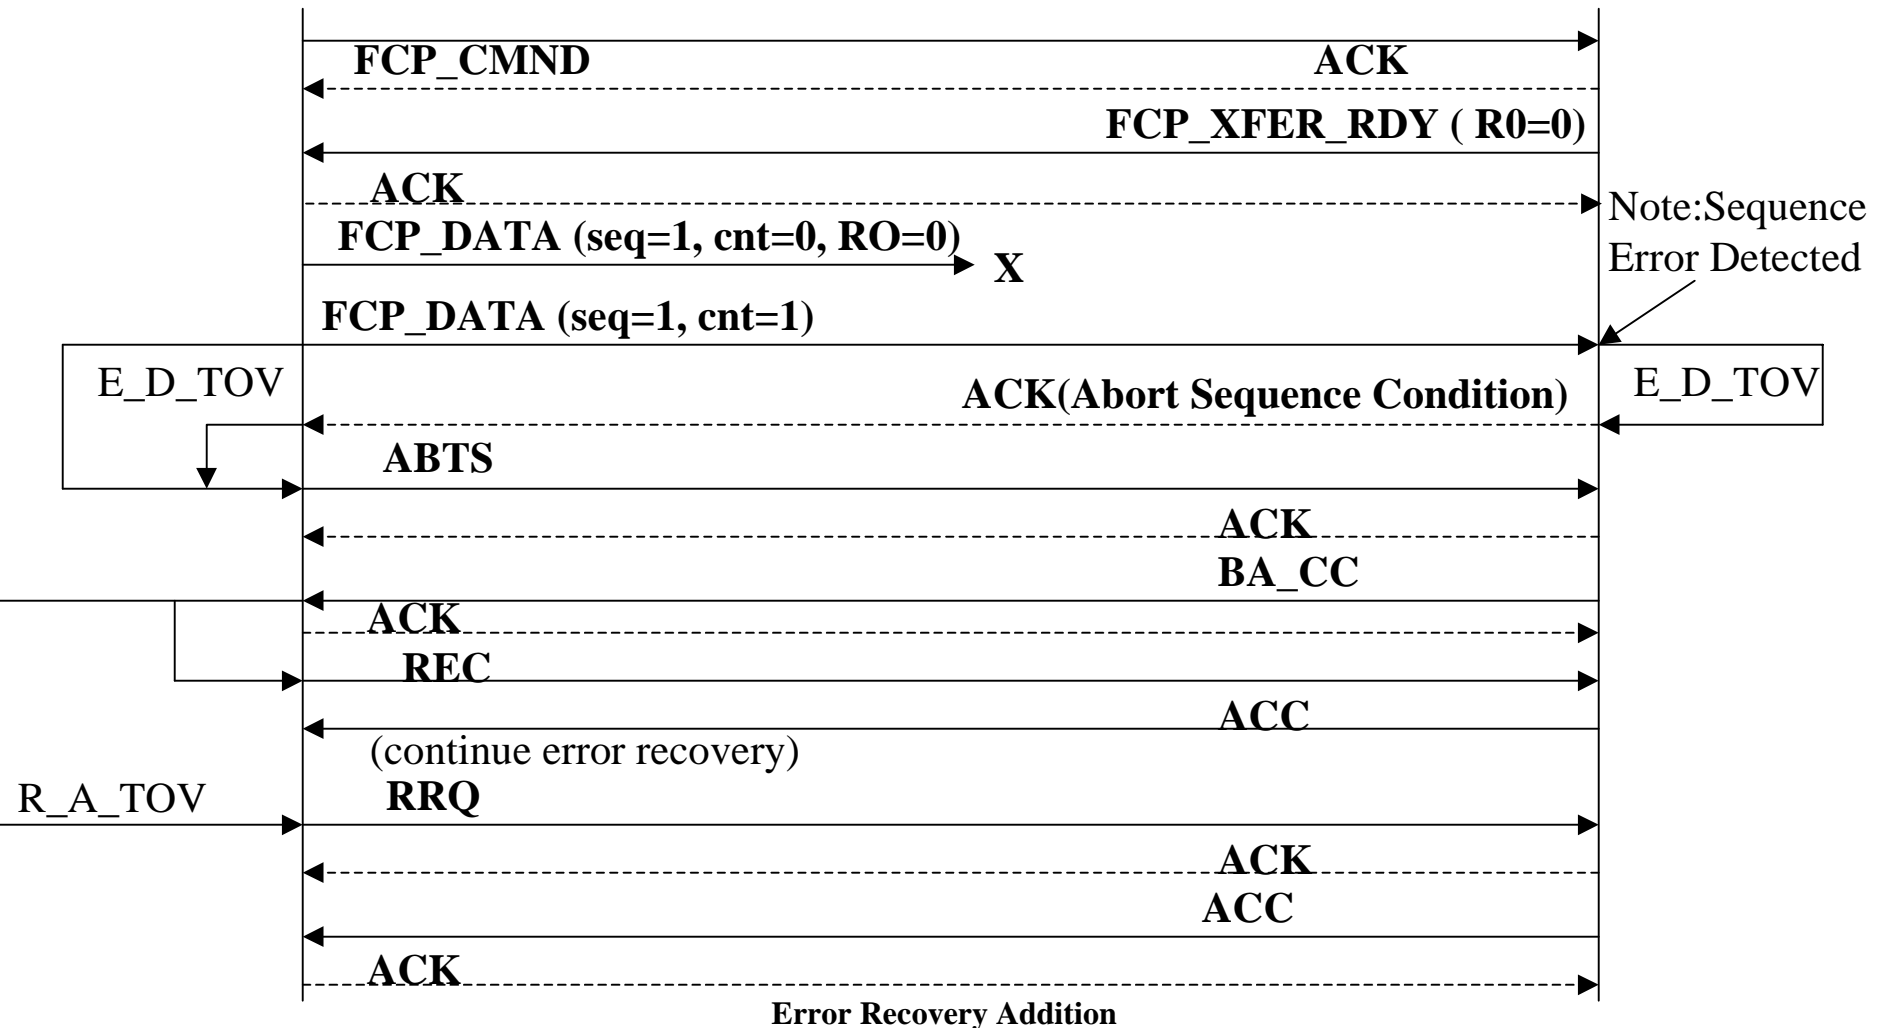 FCP_CMND
ACK
FCP_XFER_RDY ( R0=0)
ACK
Note:Sequence
Error Detected
FCP_DATA (seq=1, cnt=0, RO=0)
X
FCP_DATA (seq=1, cnt=1)
E_D_TOV
ACK(Abort Sequence Condition)
E_D_TOV
ABTS
ACK
BA_CC
ACK
REC
ACC
(continue error recovery)
R_A_TOV
RRQ
ACK
ACC
ACK
Error Recovery Addition